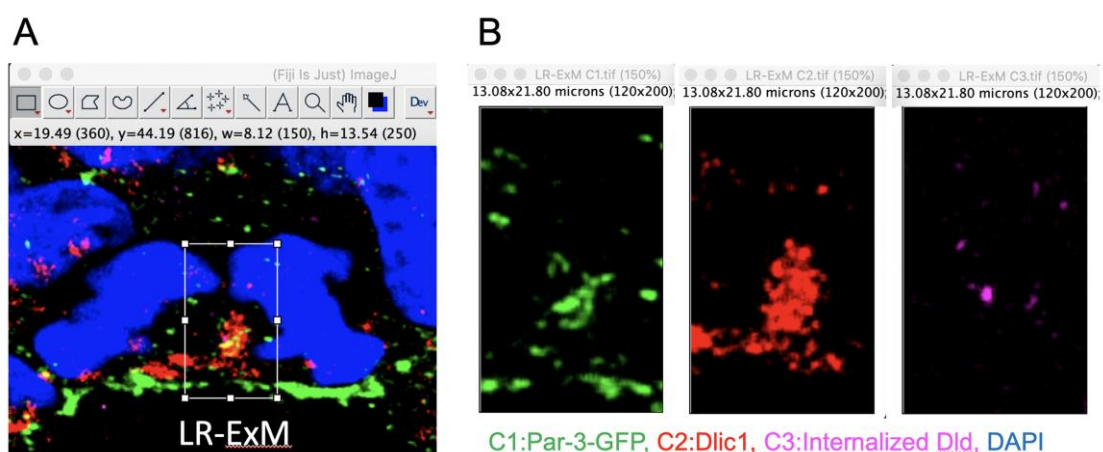 A
B
(Fiji Is Just) ImageJ
Dev
x=19.49 (360), y=44.19 (816), w=8.12 (150), h=13.54 (250)
LR-ExM
LR-ExM C1.tif (150%)
13.08x21.80 microns (120x200);
LR-ExM C2.tif (150%)
13.08x21.80 microns (120x200);
LR-ExM C3.tif (150%)
13.08x21.80 microns (120x200);
C1:Par-3-GFP, C2:Dlic1, C3:Internalized Dld, DAPI